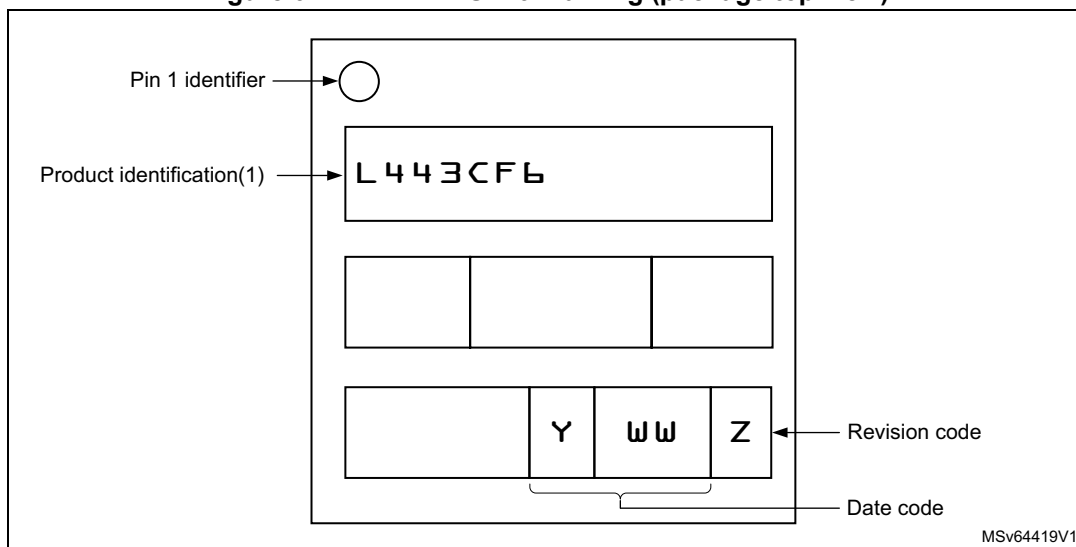 Pin 1 identifier
Product identification(1)
L443CF6
Y WW Z
Revision code
Date code
MSv64419V1